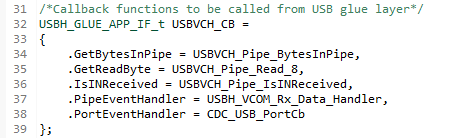 31 /*Callback functions to be called from USB glue layer*/
32 USBH_GLUE_APP_IF_t USBVCH_CB =
33 {
34 .GetBytesInPipe = USBVCH_Pipe_BytesInPipe,
35 .GetReadByte = USBVCH_Pipe_Read_8,
36 .IsINReceived = USBVCH_Pipe_IsINReceived,
37 .PipeEventHandler = USBH_VCOM_Rx_Data_Handler,
38 .PortEventHandler = CDC_USB_PortCb
39 };